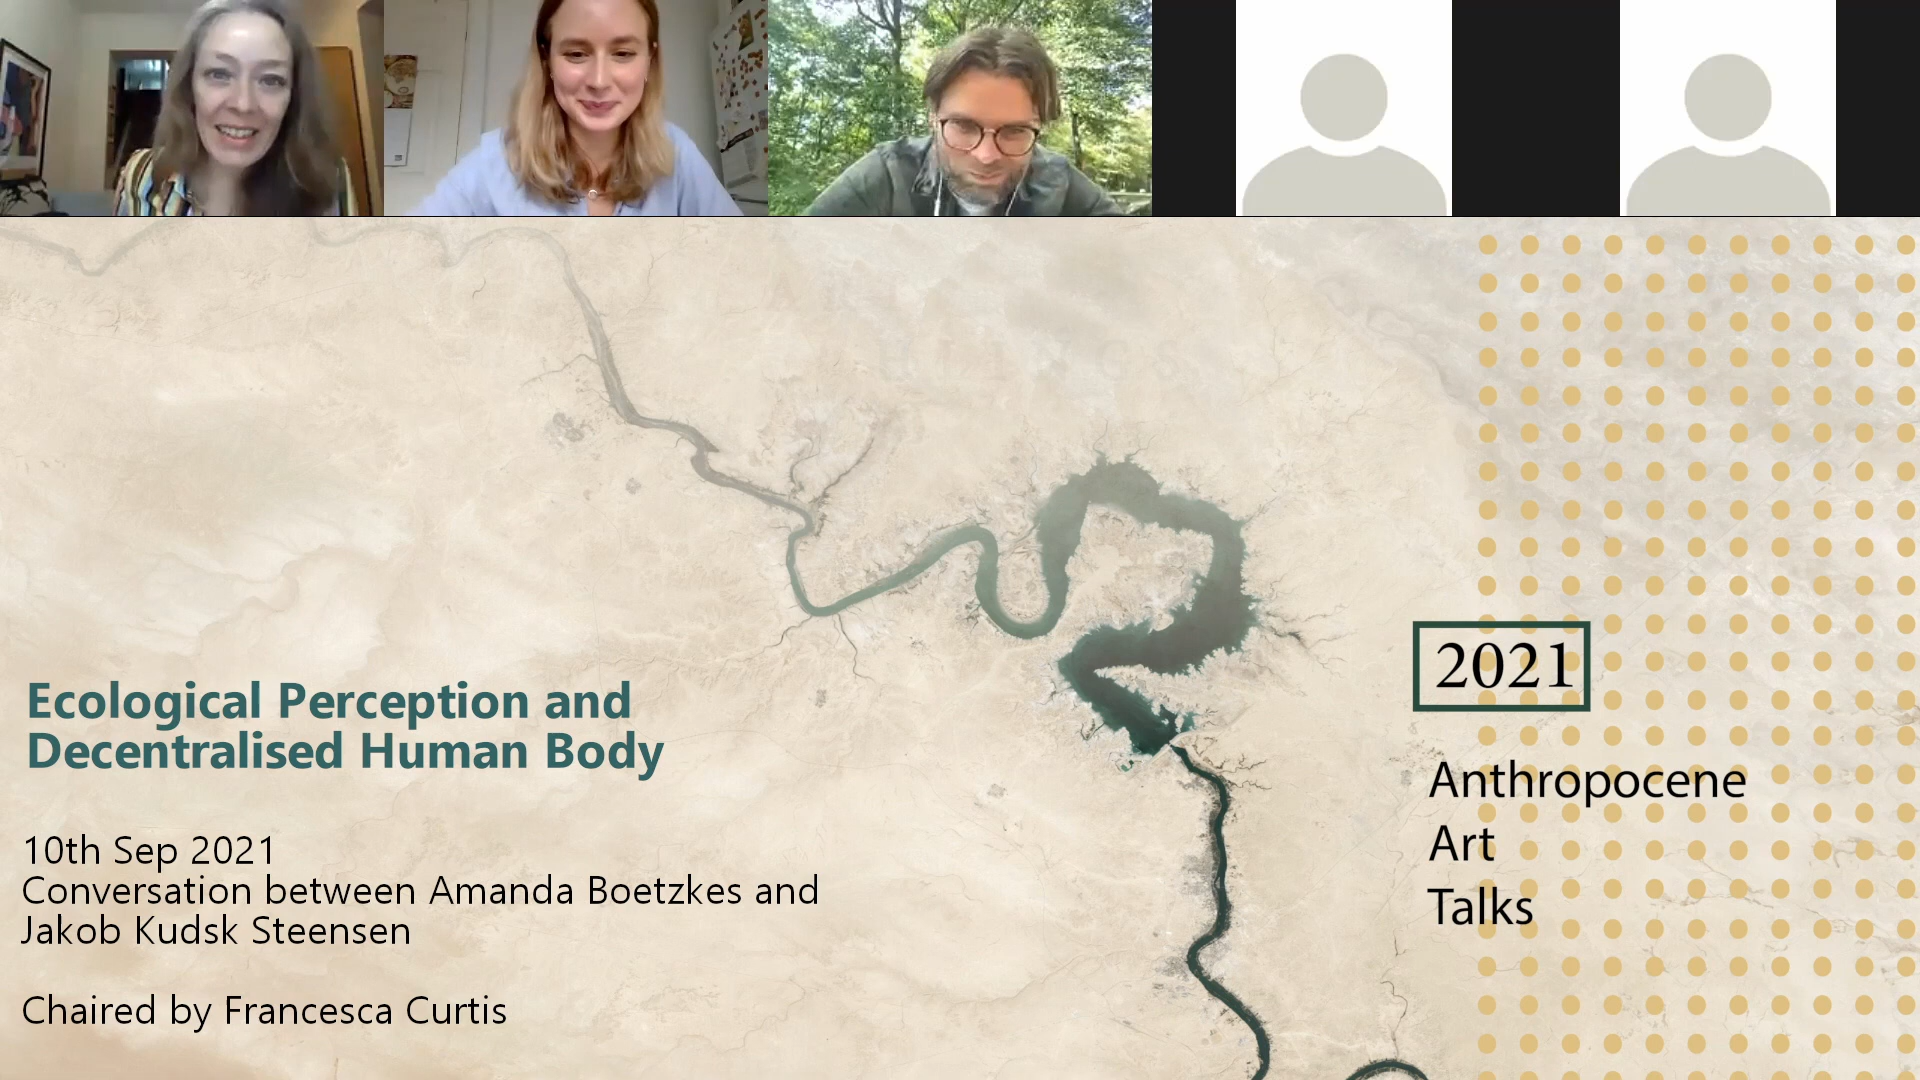 Ecological Perception and
Decentralised Human Body
10th Sep 2021
Conversation between Amanda Boetzkes and
Jakob Kudsk Steensen
Chaired by Francesca Curtis
2021
Anthropocene
Art
Talks